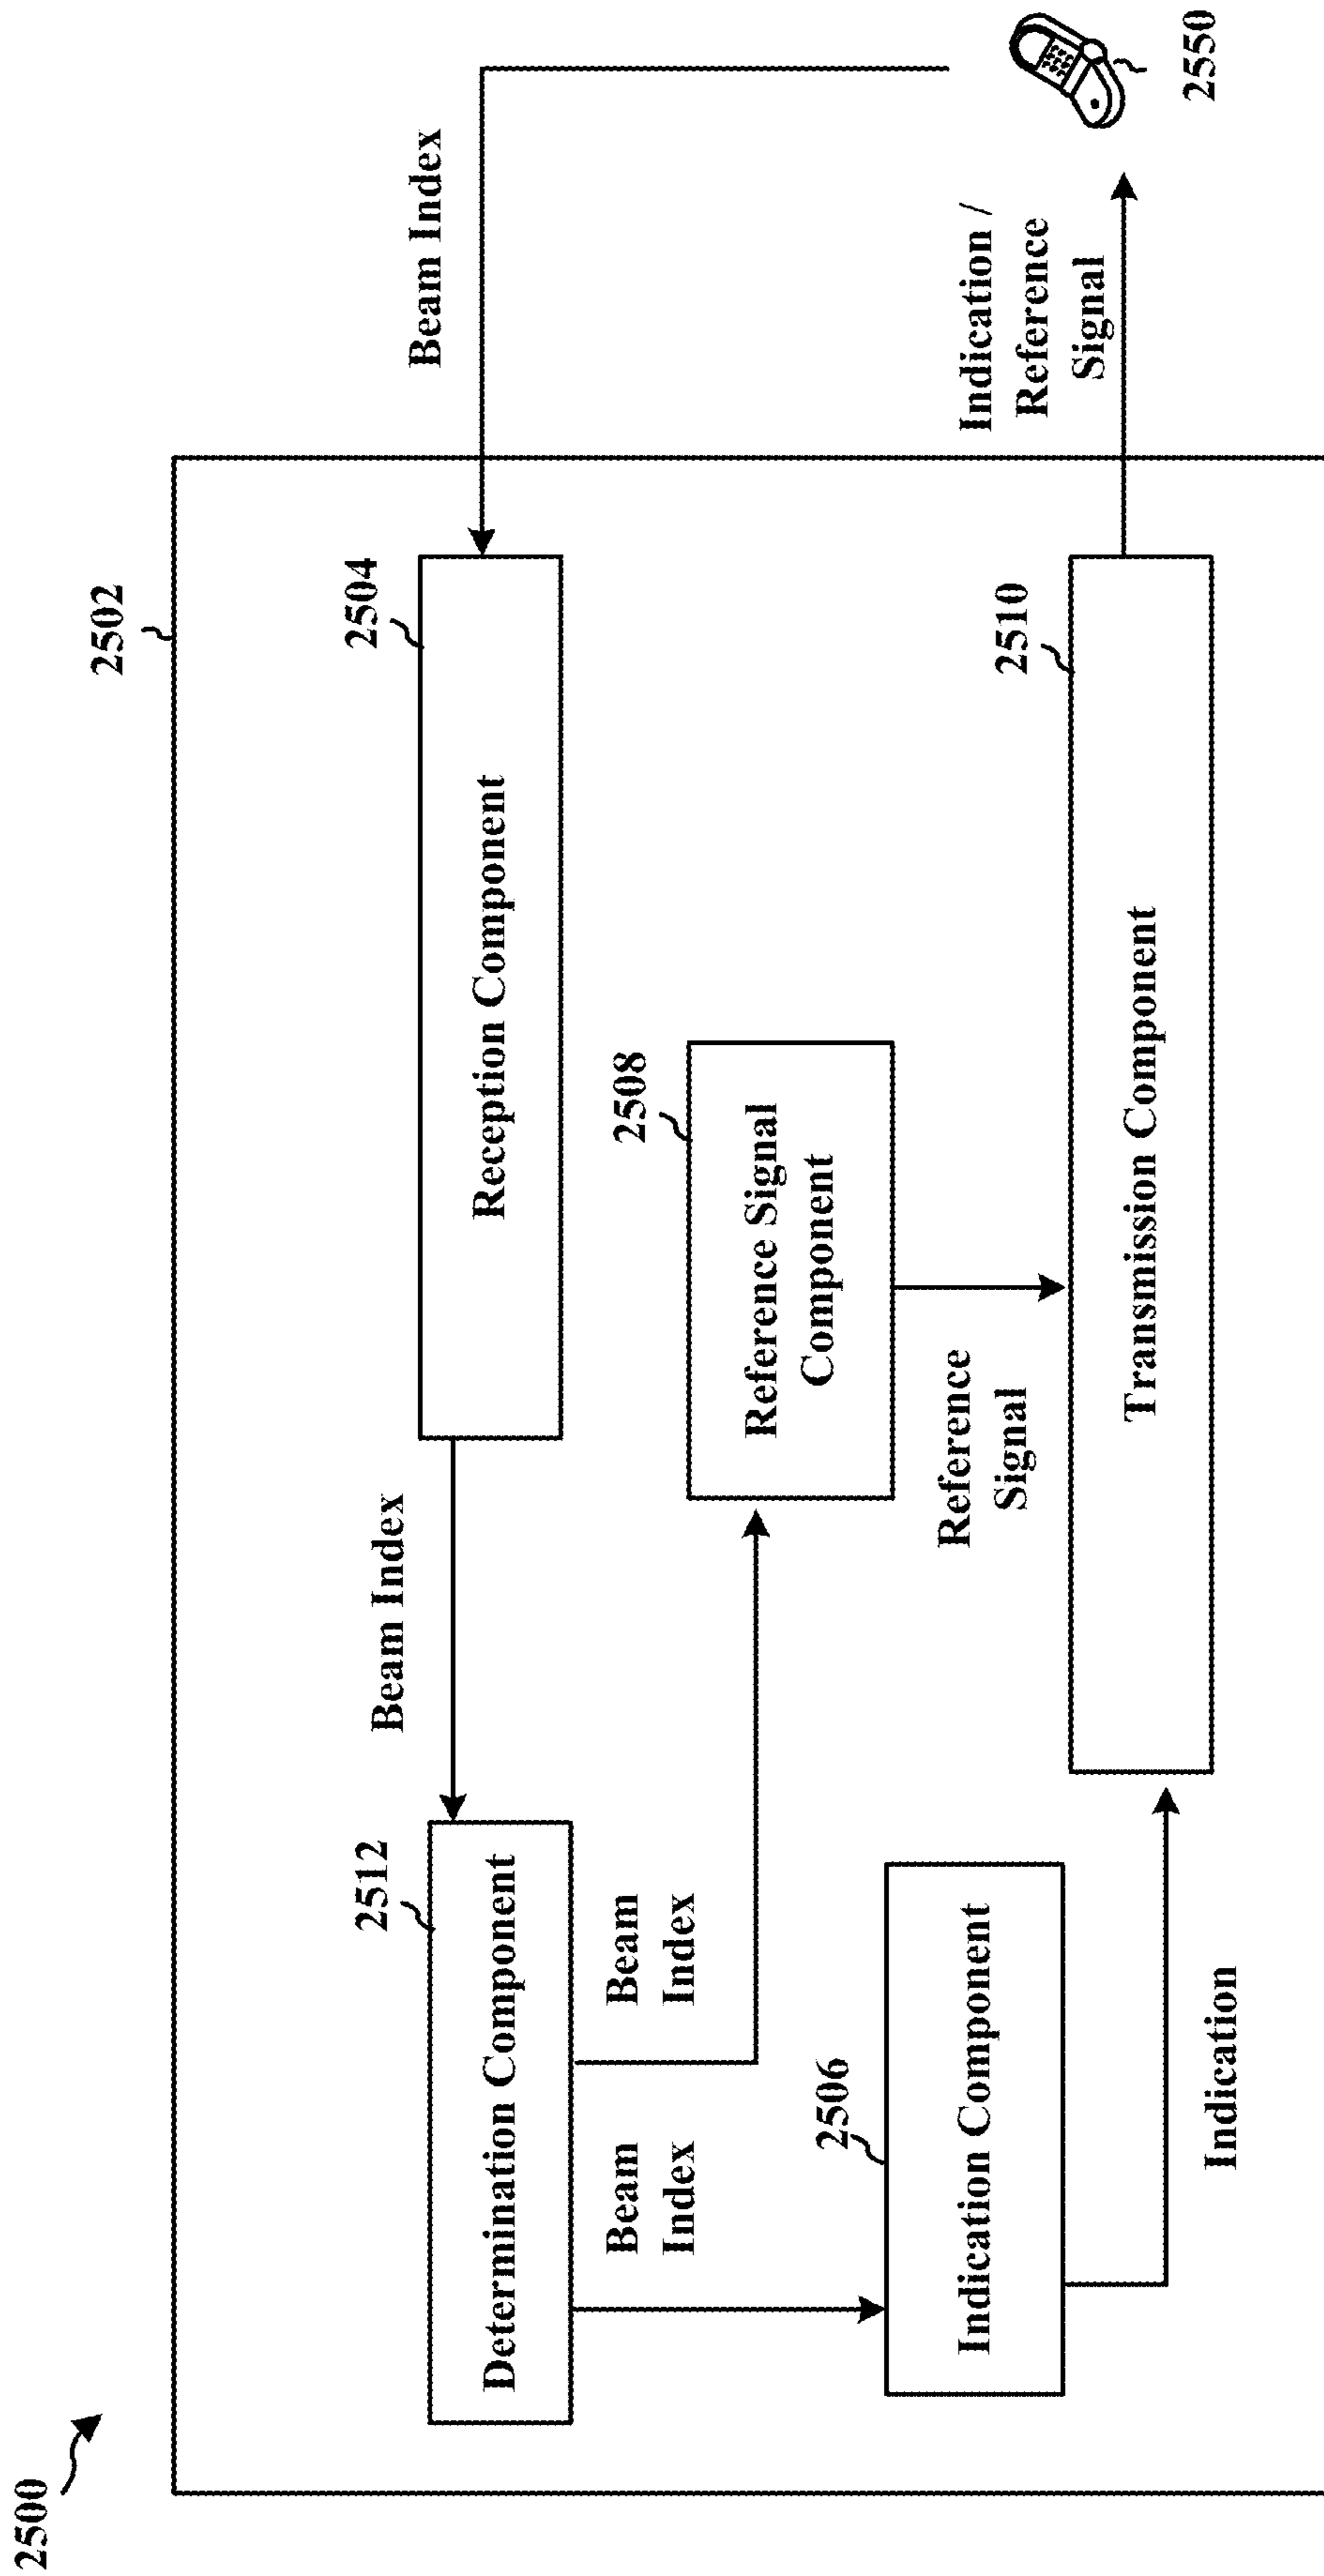 2500
2502
2512
Determination Component
Beam Index
2504
Reception Component
Beam Index
Beam
Index
Beam
Index
2508
Reference Signal
Component
2506
Indication Component
Reference
Signal
2510
Transmission Component
Indication
Indication /
Reference
Signal
2550